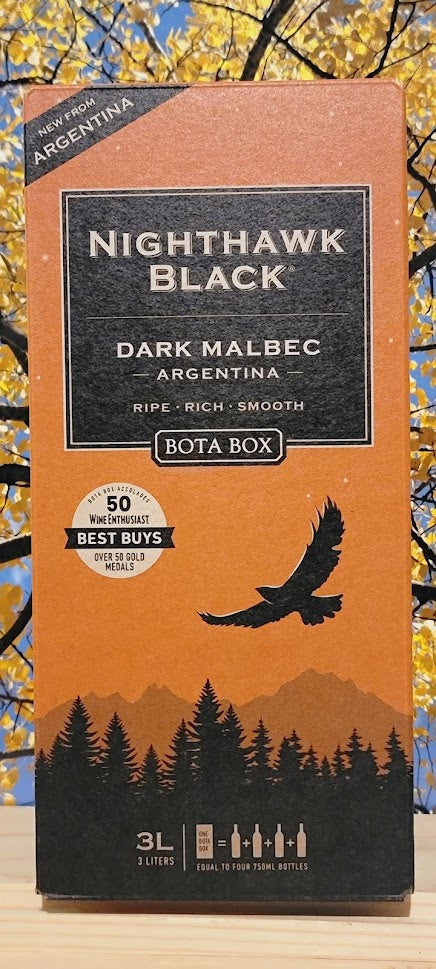 NEW FROM
ARGENTINA
NIGHTHAWK
BLACK®
DARK MALBEC
— ARGENTINA —
RIPE · RICH · SMOOTH
BOTA BOX
BOTA BOX ACCOLADES
50
WINE ENTHUSIAST
BEST BUYS
OVER 50 GOLD
MEDALS
3L
3 LITERS
ONE
BOTA
BOX
= + + +
EQUAL TO FOUR 750ML BOTTLES